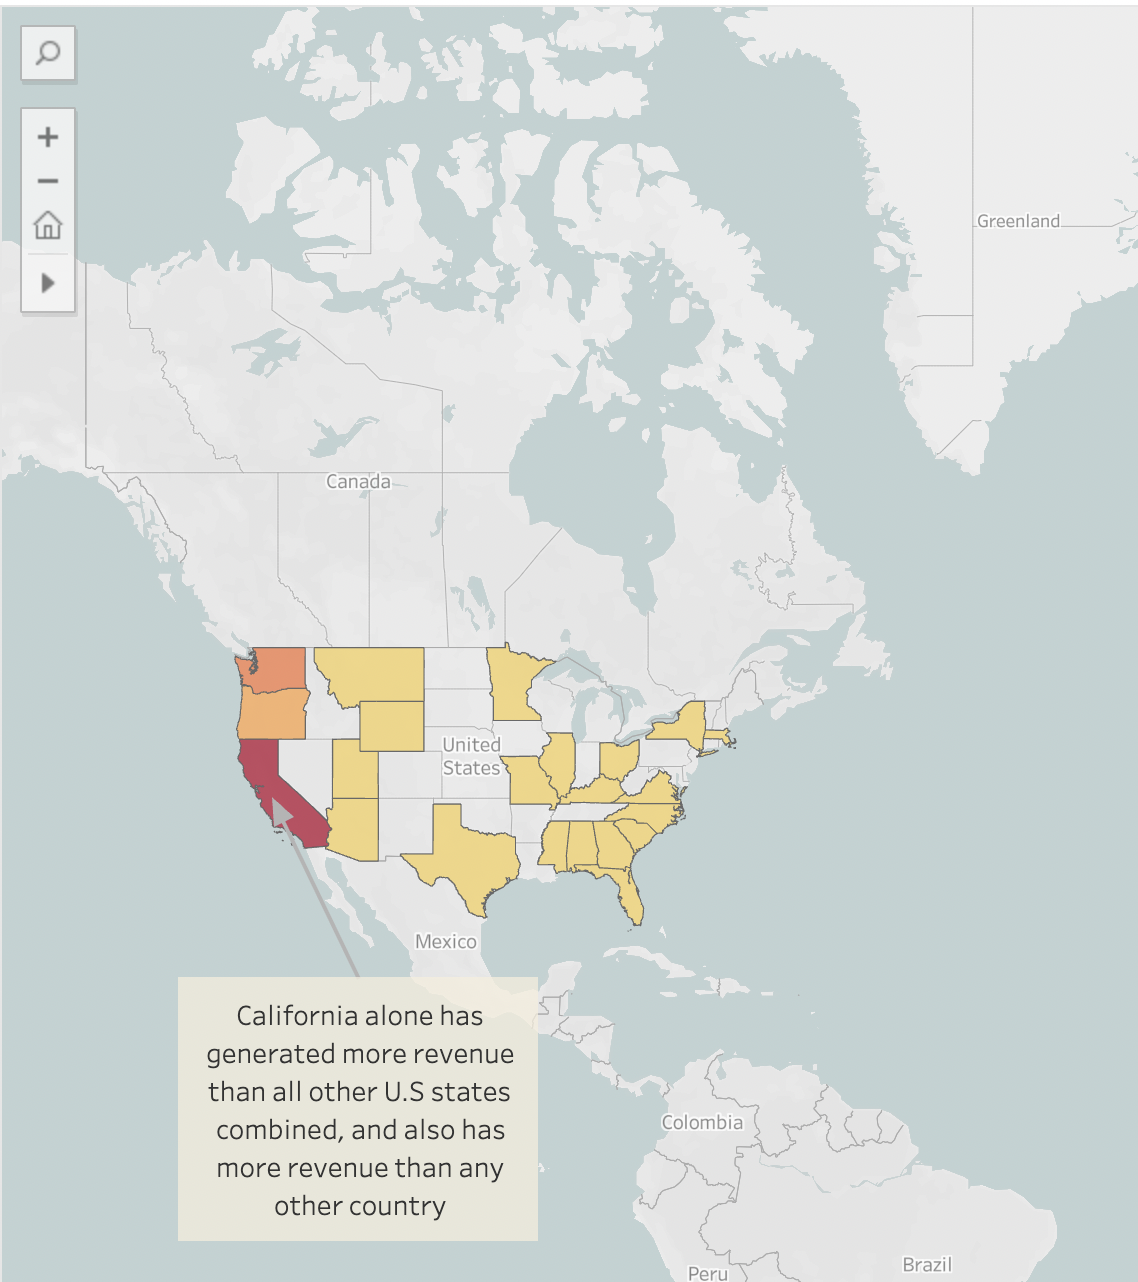 Greenland
Canada
United
States
Mexico
California alone has
generated more revenue
than all other U.S states
combined, and also has
more revenue than any
other country
Colombia
Brazil
Peru